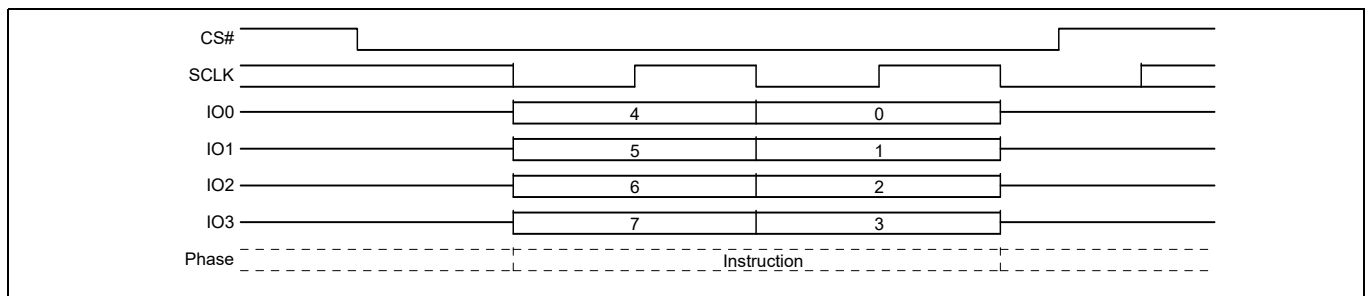 CS#
SCLK
IO0 4 0
IO1 5 1
IO2 6 2
IO3 7 3
Phase Instruction